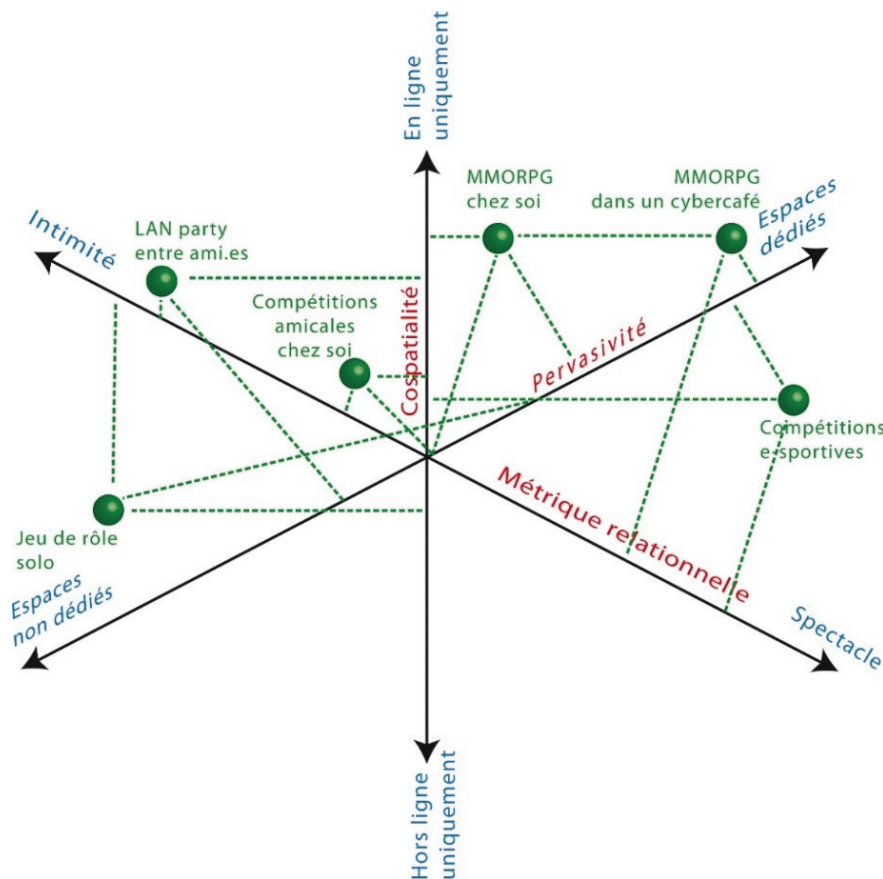 En ligne
uniquement
MMORPG
chez soi
MMORPG
dans un cybercafé
Espaces
dédiés
Intimité
LAN party
entre ami.es
Compétitions
amicales
chez soi
Cospatialité
Pervasivité
Compétitions
e-sportives
Métrique relationnelle
Jeu de rôle
solo
Espaces
non dédiés
Spectacle
Hors ligne
uniquement